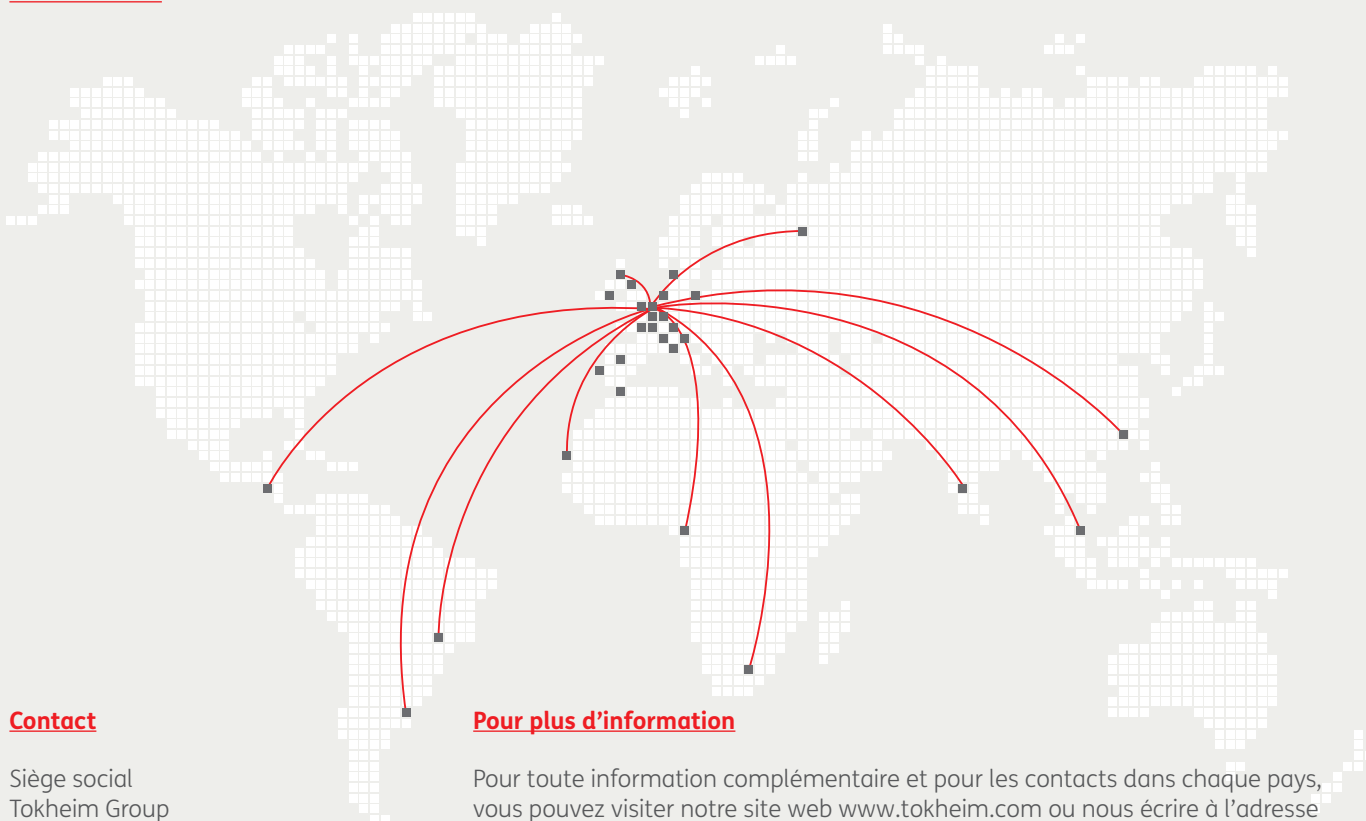 Contact
Siège social
Tokheim Group
Pour plus d’information
Pour toute information complémentaire et pour les contacts dans chaque pays,
vous pouvez visiter notre site web www.tokheim.com ou nous écrire à l’adresse